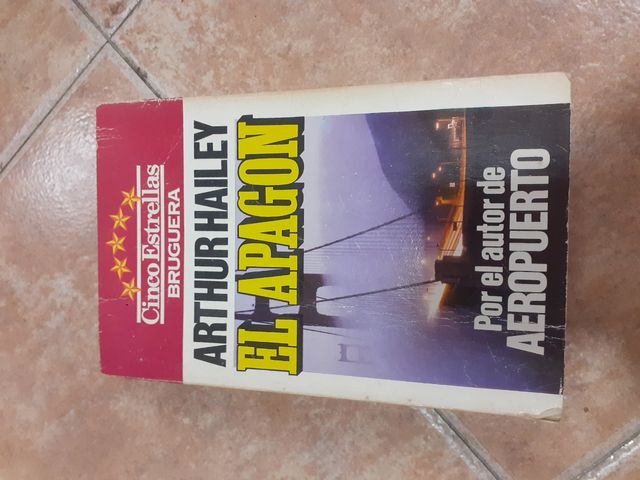 Cinco Estrellas
BRUGUERA
ARTHUR HAILEY
EL APAGON
Por el autor de
AEROPUERTO